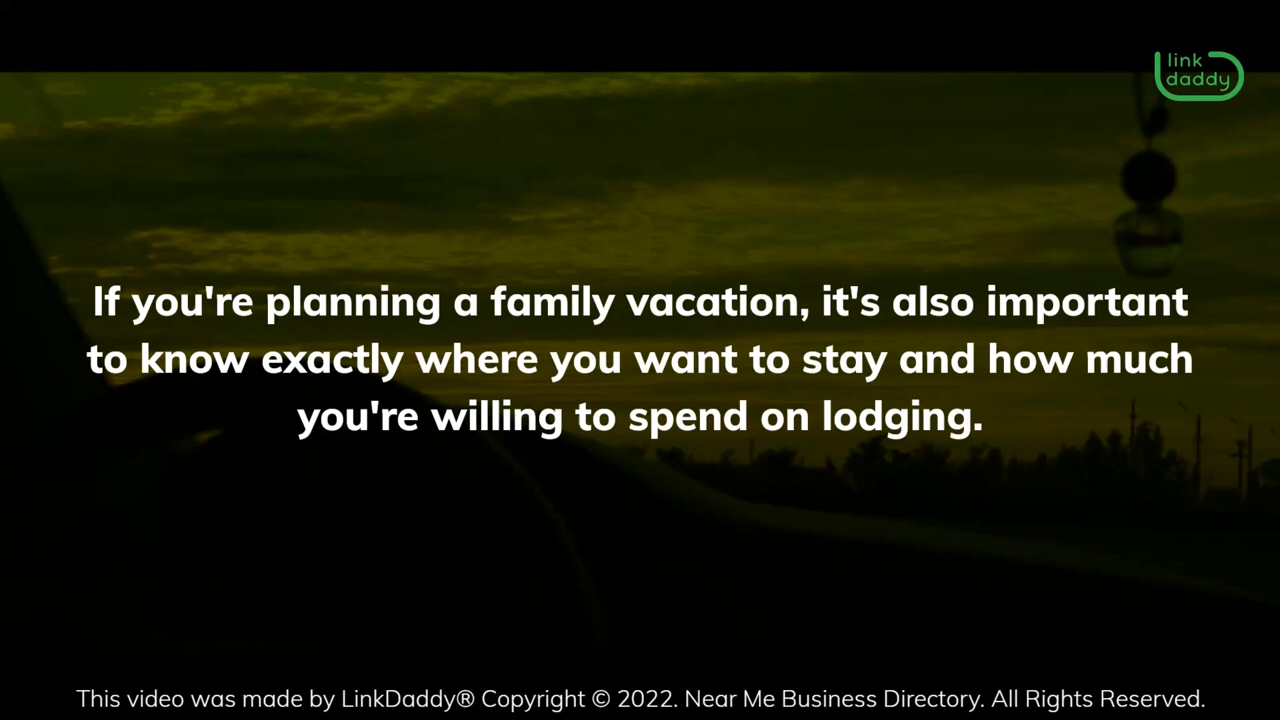 link
daddy
If you're planning a family vacation, it's also important
to know exactly where you want to stay and how much
you're willing to spend on lodging.
This video was made by LinkDaddy® Copyright © 2022. Near Me Business Directory. All Rights Reserved.